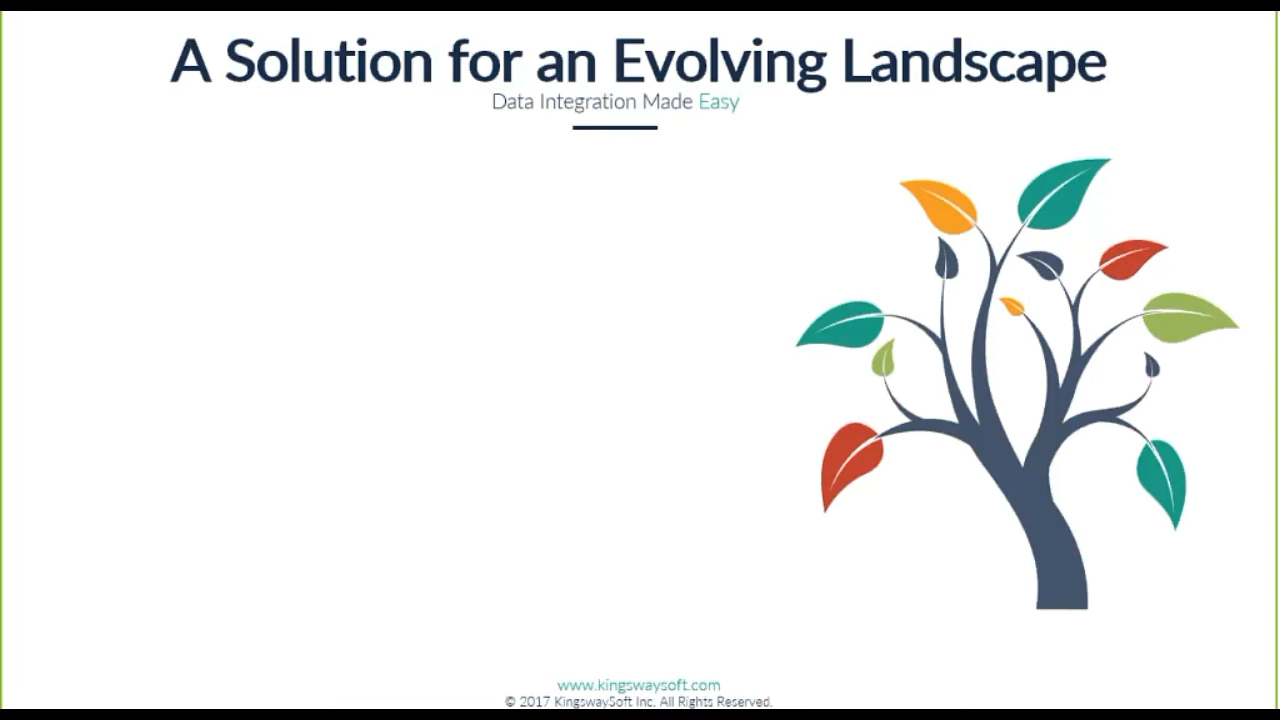 A Solution for an Evolving Landscape
Data Integration Made Easy
www.kingswaysoft.com
© 2017 KingswaySoft Inc. All Rights Reserved.